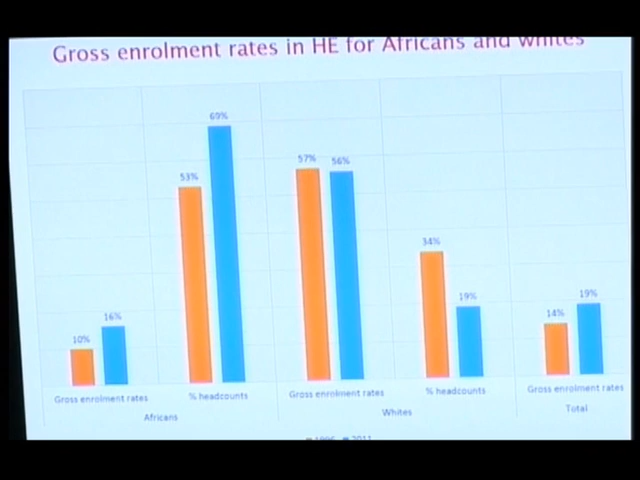 Gross enrolment rates in HE for Africans and whites
69%
53%
57%
56%
34%
10%
16%
19%
14%
19%
Gross enrolment rates
% headcounts
Gross enrolment rates
% headcounts
Gross enrolment rates
Africans
Whites
Total
2011